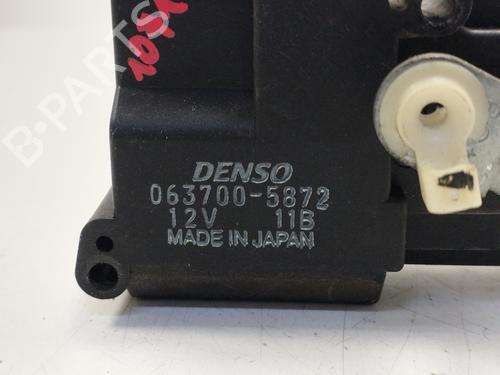 DENSO
063700-5872
12V 11B
MADE IN JAPAN
B-PARTS